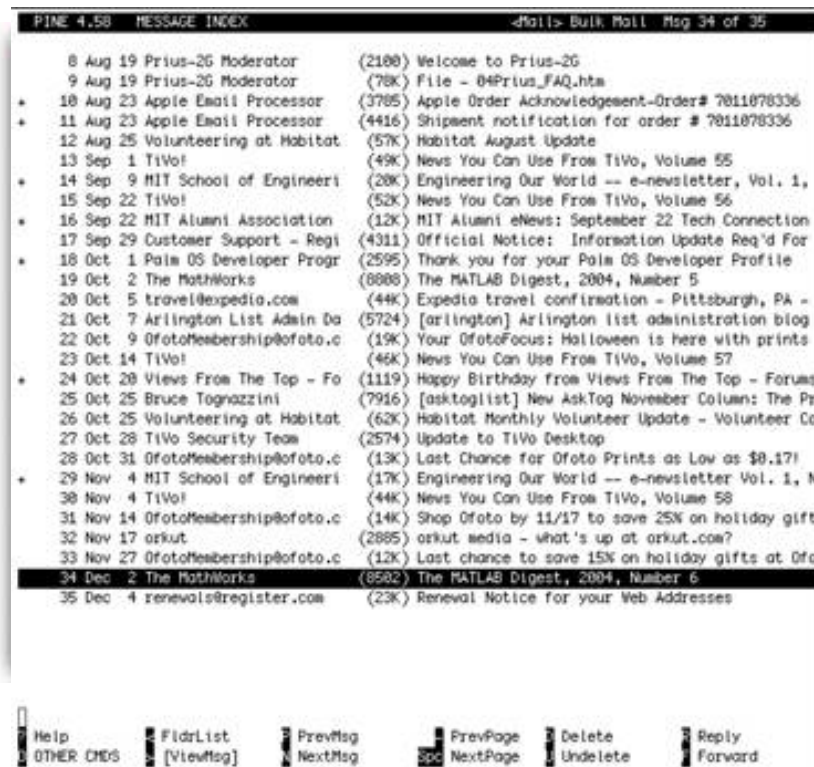 PINE 4.58 MESSAGE INDEX <Mail> Bulk Mail Msg 34 of 35
8 Aug 19 Prius-2G Moderator (2100) Welcome to Prius-2G
9 Aug 19 Prius-2G Moderator (78K) File - 04Prius_FAQ.htm
+ 10 Aug 23 Apple Email Processor (3785) Apple Order Acknowledgement-Order# 7011078336
+ 11 Aug 23 Apple Email Processor (4416) Shipment notification for order # 7011078336
12 Aug 25 Volunteering at Habitat (57K) Habitat August Update
13 Sep 1 TiVo! (49K) News You Can Use From TiVo, Volume 55
+ 14 Sep 9 MIT School of Engineeri (20K) Engineering Our World -- e-newsletter, Vol. 1,
15 Sep 22 TiVo! (52K) News You Can Use From TiVo, Volume 56
+ 16 Sep 22 MIT Alumni Association (12K) MIT Alumni eNews: September 22 Tech Connection
17 Sep 29 Customer Support - Regi (4311) Official Notice: Information Update Req'd For
+ 18 Oct 1 Palm OS Developer Progr (2595) Thank you for your Palm OS Developer Profile
19 Oct 2 The MathWorks (8808) The MATLAB Digest, 2004, Number 5
20 Oct 5 travel@expedia.com (44K) Expedia travel confirmation - Pittsburgh, PA -
21 Oct 7 Arlington List Admin Da (5724) [arlington] Arlington list administration blog
22 Oct 9 OfotoMembership@ofoto.c (19K) Your OfotoFocus: Halloween is here with prints
23 Oct 14 TiVo! (46K) News You Can Use From TiVo, Volume 57
+ 24 Oct 20 Views From The Top - Fo (1119) Happy Birthday from Views From The Top - Forums
25 Oct 25 Bruce Tognazzini (7916) [asktoglist] New AskTog November Column: The Pr
26 Oct 25 Volunteering at Habitat (62K) Habitat Monthly Volunteer Update - Volunteer Co
27 Oct 28 TiVo Security Team (2574) Update to TiVo Desktop
28 Oct 31 OfotoMembership@ofoto.c (13K) Last Chance for Ofoto Prints as Low as $0.17!
+ 29 Nov 4 MIT School of Engineeri (17K) Engineering Our World -- e-newsletter Vol. 1, N
30 Nov 4 TiVo! (44K) News You Can Use From TiVo, Volume 58
31 Nov 14 OfotoMembership@ofoto.c (14K) Shop Ofoto by 11/17 to save 25% on holiday gift
32 Nov 17 orkut (2885) orkut media - what's up at orkut.com?
33 Nov 27 OfotoMembership@ofoto.c (12K) Last chance to save 15% on holiday gifts at Ofo
34 Dec 2 The MathWorks (8502) The MATLAB Digest, 2004, Number 6
35 Dec 4 renewals@register.com (23K) Renewal Notice for your Web Addresses
? Help < FldrList P PrevMsg - PrevPage D Delete R Reply
O OTHER CMDS > [ViewMsg] N NextMsg Spc NextPage U Undelete F Forward